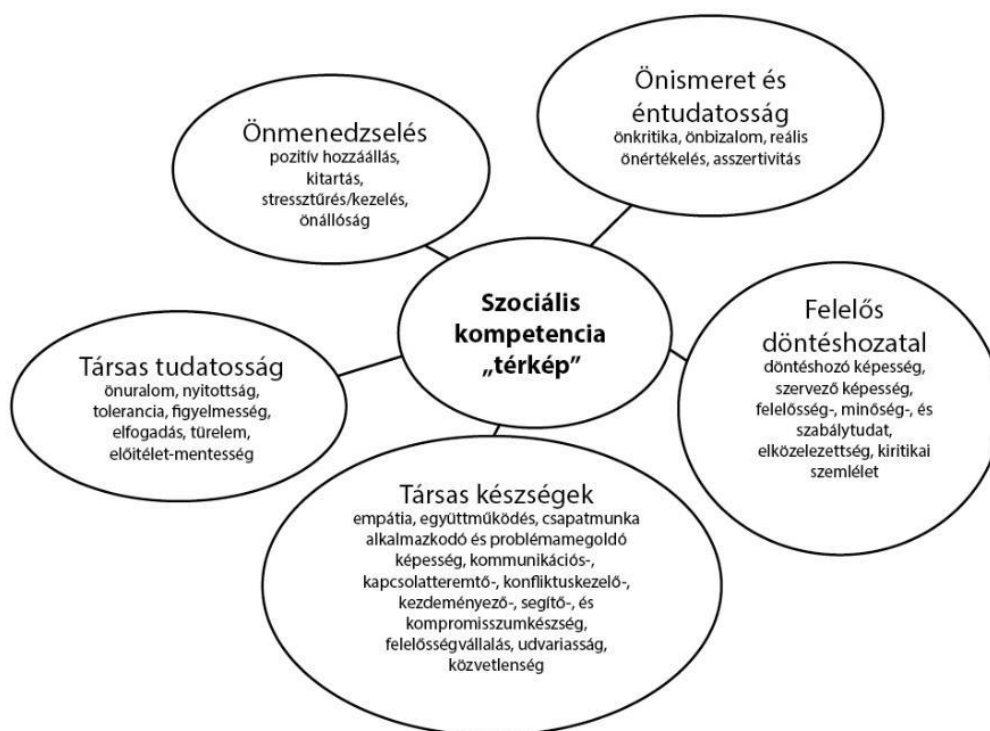 Önismeret és
éntudatosság
önkritika, önbizalom, reális
önértékelés, asszertivitás
Önmenedzselés
pozitív hozzáállás,
kitartás,
stressztűrés/kezelés,
önállóság
Szociális
kompetencia
„térkép”
Felelős
döntéshozatal
döntéshozó képesség,
szervező képesség,
felelősség-, minőség-, és
szabálytudat,
elközelezettség, kiritikai
szemlélet
Társas tudatosság
önuralom, nyitottság,
tolerancia, figyelmesség,
elfogadás, türelem,
előitélet-mentesség
Társas készségek
empátia, együttműködés, csapatmunka
alkalmazkodó és problémamegoldó
képesség, kommunikációs-,
kapcsolatteremtő-, konfliktuskezelő-,
kezdeményező-, segítő-, és
kompromisszumkészség,
felelősségvállalás, udvariasság,
közvetlenség